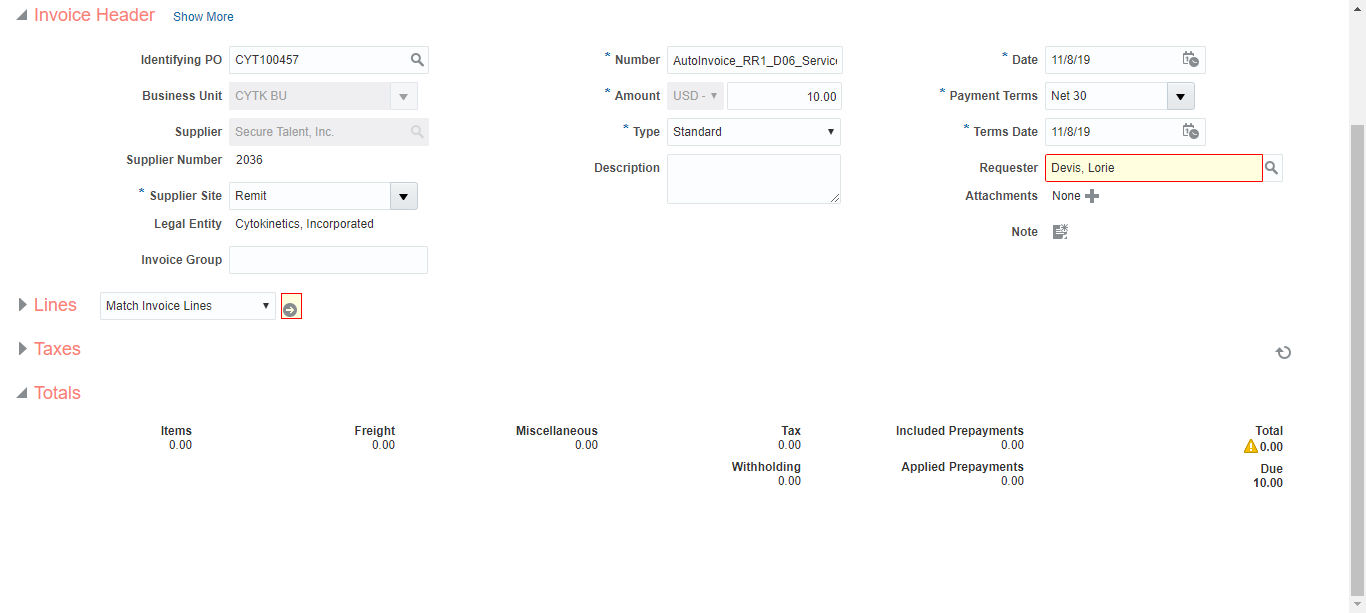 Invoice Header Show More
Identifying PO CYT100457 * Number AutoInvoice_RR1_D06_Service * Date 11/8/19
Business Unit CYTK BU * Amount USD - 10.00 * Payment Terms Net 30
Supplier Secure Talent, Inc. * Type Standard * Terms Date 11/8/19
Supplier Number 2036 Description Requester Devis, Lorie
* Supplier Site Remit Attachments None
Legal Entity Cytokinetics, Incorporated Note
Invoice Group
Lines Match Invoice Lines
Taxes
Totals
Items Freight Miscellaneous Tax Included Prepayments Total
0.00 0.00 0.00 0.00 0.00 0.00
Withholding Applied Prepayments Due
0.00 0.00 10.00